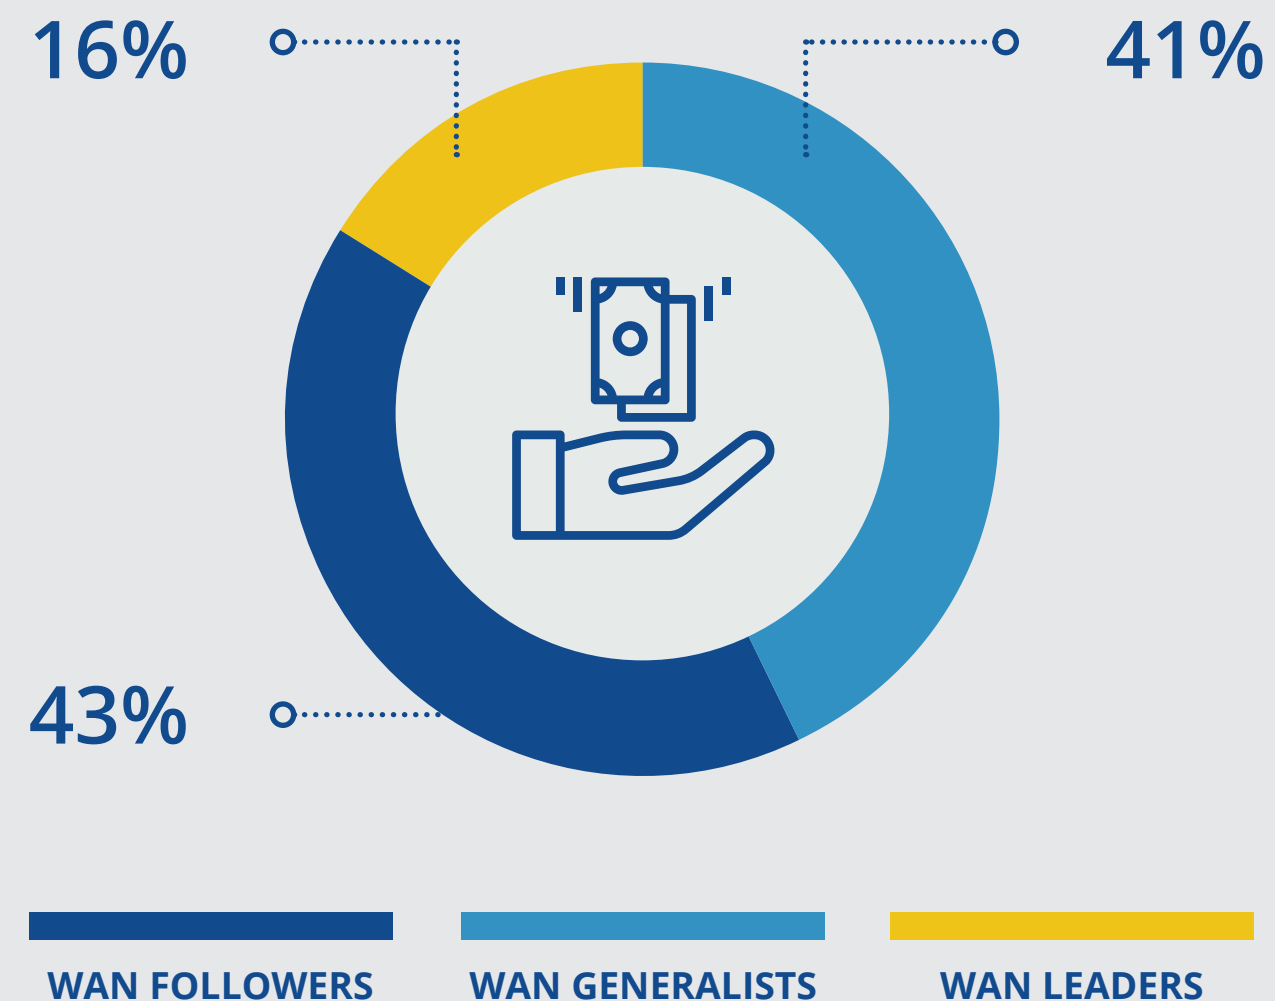 16%
41%
43%
WAN FOLLOWERS
WAN GENERALISTS
WAN LEADERS